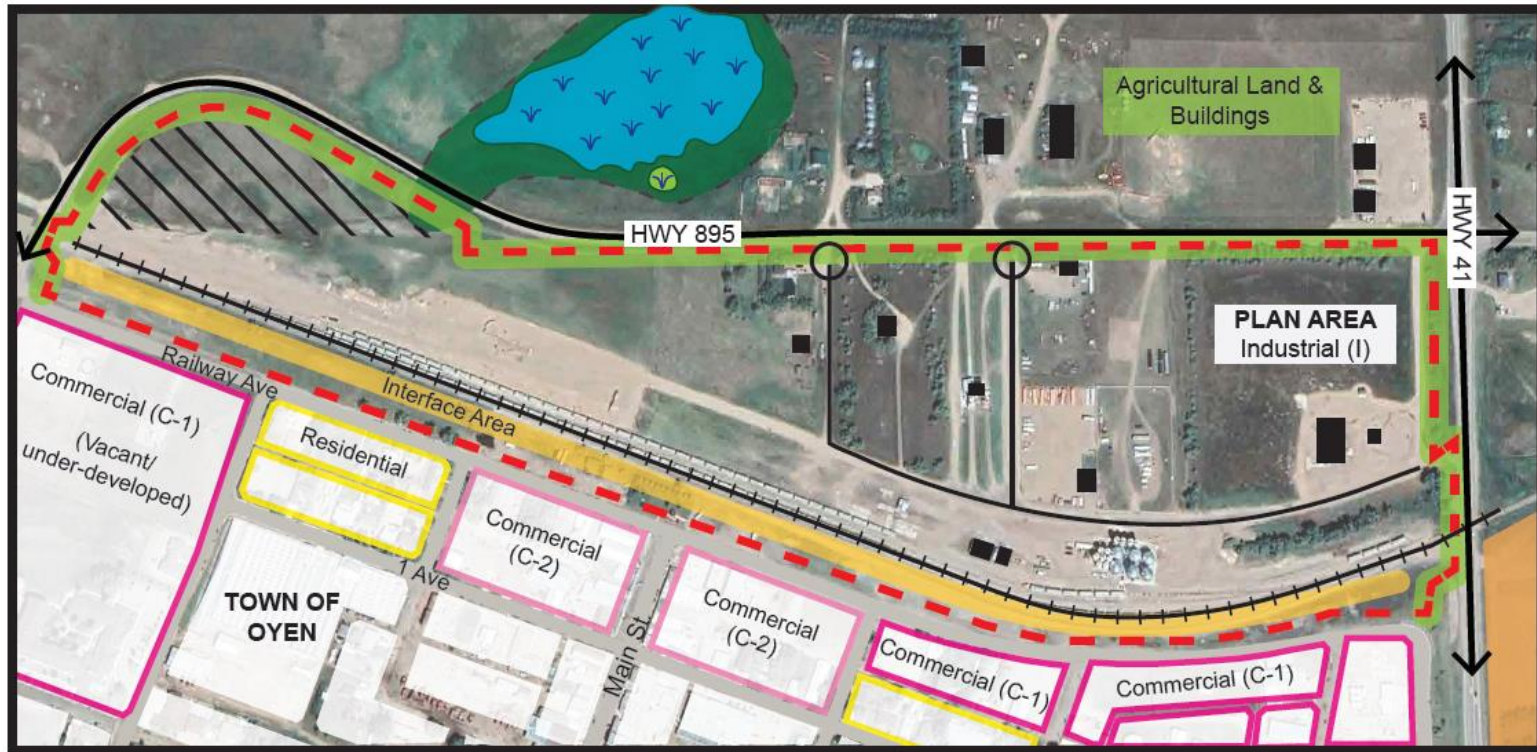 Agricultural Land &
Buildings
HWY 895
HWY 41
PLAN AREA
Industrial (I)
Railway Ave
Interface Area
Commercial (C-1)
(Vacant/
under-developed)
Residential
Commercial
(C-2)
1 Ave
TOWN OF
OYEN
Main St.
Commercial
(C-2)
Commercial (C-1)
Commercial (C-1)